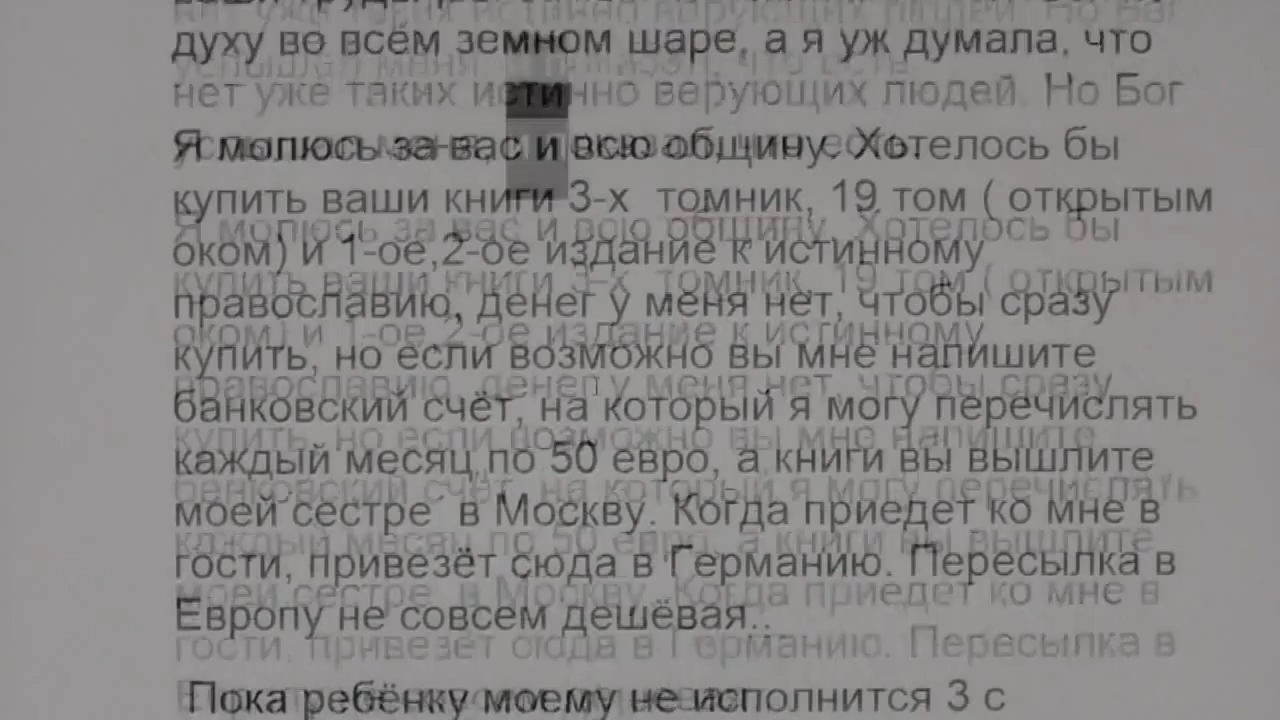 духу во всём земном шаре, а я уж думала, что
нет уже таких истинно верующих людей. Но Бог
Я молюсь за вас и всю общину. Хотелось бы
купить ваши книги 3-х томник, 19 том ( открытым
оком) и 1-ое,2-ое издание к истинному
православию, денег у меня нет, чтобы сразу
купить, но если возможно вы мне напишите
банковский счёт, на который я могу перечислять
каждый месяц по 50 евро, а книги вы вышлите
моей сестре в Москву. Когда приедет ко мне в
гости, привезёт сюда в Германию. Пересылка в
Европу не совсем дешёвая..
Пока ребёнку моему не исполнится 3 с